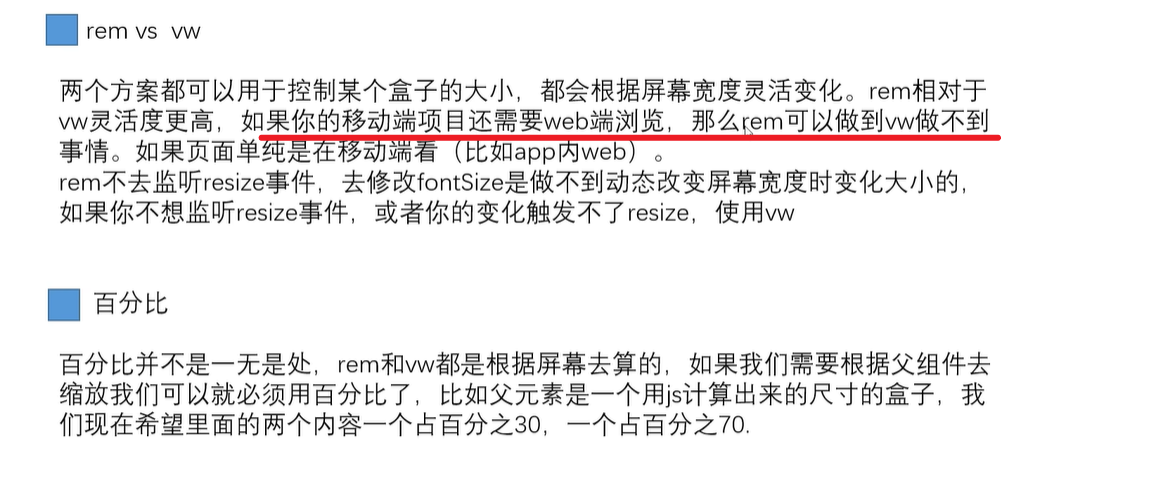 rem vs vw
两个方案都可以用于控制某个盒子的大小，都会根据屏幕宽度灵活变化。rem相对于
vw灵活度更高，如果你的移动端项目还需要web端浏览，那么rem可以做到vw做不到
事情。如果页面单纯是在移动端看（比如app内web）。
rem不去监听resize事件，去修改fontSize是做不到动态改变屏幕宽度时变化大小的，
如果你不想监听resize事件，或者你的变化触发不了resize，使用vw
百分比
百分比并不是一无是处，rem和vw都是根据屏幕去算的，如果我们需要根据父组件去
缩放我们可以就必须用百分比了，比如父元素是一个用js计算出来的尺寸的盒子，我
们现在希望里面的两个内容一个占百分之30，一个占百分之70.